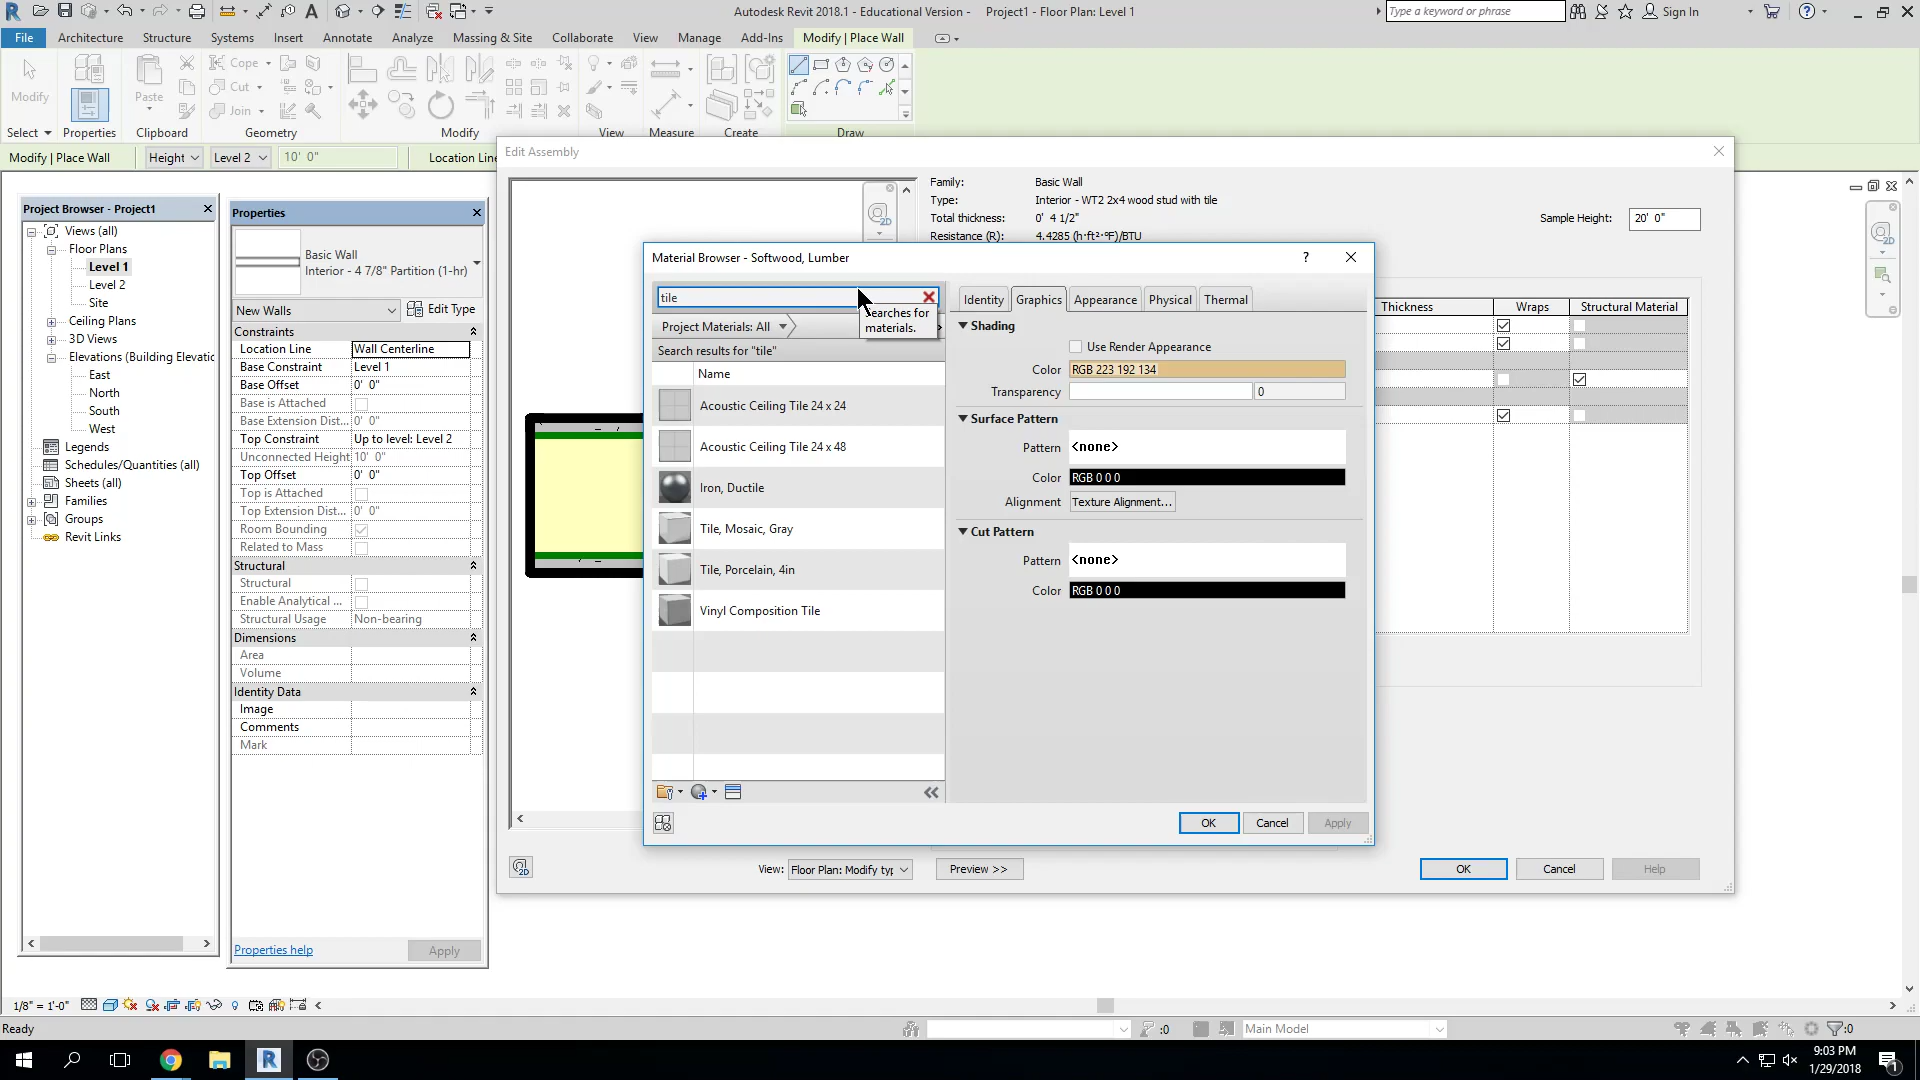 Autodesk Revit 2018.1 - Educational Version - Project1 - Floor Plan: Level 1
Type a keyword or phrase
Sign In
File Architecture Structure Systems Insert Annotate Analyze Massing & Site Collaborate View Manage Add-Ins Modify | Place Wall
Modify
Paste
Cope
Cut
Join
Select Properties Clipboard Geometry Modify View Measure Create Draw
Modify | Place Wall Height Level 2 10' 0" Location Line
Edit Assembly
Project Browser - Project1
Views (all)
Floor Plans
Level 1
Level 2
Site
Ceiling Plans
3D Views
Elevations (Building Elevatic
East
North
South
West
Legends
Schedules/Quantities (all)
Sheets (all)
Families
Groups
Revit Links
Properties
Basic Wall
Interior - 4 7/8" Partition (1-hr)
New Walls Edit Type
Constraints
Location Line Wall Centerline
Base Constraint Level 1
Base Offset 0' 0"
Base is Attached
Base Extension Dist... 0' 0"
Top Constraint Up to level: Level 2
Unconnected Height 10' 0"
Top Offset 0' 0"
Top is Attached
Top Extension Dist... 0' 0"
Room Bounding
Related to Mass
Structural
Structural
Enable Analytical ...
Structural Usage Non-bearing
Dimensions
Area
Volume
Identity Data
Image
Comments
Mark
Properties help Apply
Family: Basic Wall
Type: Interior - WT2 2x4 wood stud with tile
Total thickness: 0' 4 1/2"
Resistance (R): 4.4285 (h·ft²·°F)/BTU
Sample Height: 20' 0"
2D
Thickness Wraps Structural Material
Material Browser - Softwood, Lumber
tile
Searches for
materials.
Project Materials: All
Search results for "tile"
Name
Acoustic Ceiling Tile 24 x 24
Acoustic Ceiling Tile 24 x 48
Iron, Ductile
Tile, Mosaic, Gray
Tile, Porcelain, 4in
Vinyl Composition Tile
Identity Graphics Appearance Physical Thermal
Shading
Use Render Appearance
Color RGB 223 192 134
Transparency 0
Surface Pattern
Pattern <none>
Color RGB 0 0 0
Alignment Texture Alignment...
Cut Pattern
Pattern <none>
Color RGB 0 0 0
OK Cancel Apply
2D
View: Floor Plan: Modify typ Preview >> OK Cancel Help
2D
1/8" = 1'-0"
Ready :0 Main Model :0
9:03 PM
1/29/2018
1